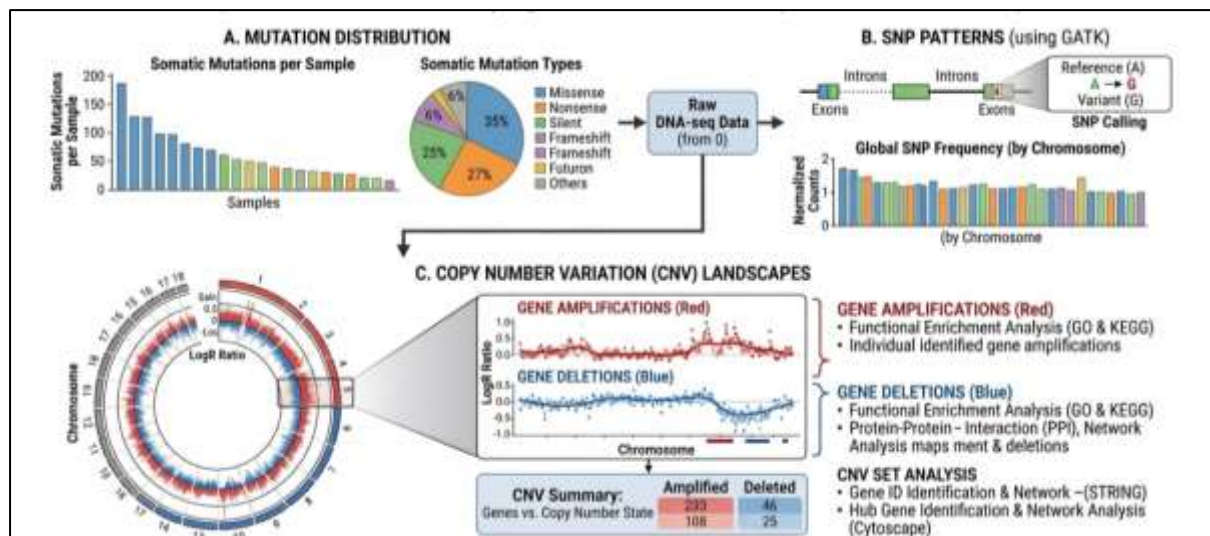 A. MUTATION DISTRIBUTION
Somatic Mutations per Sample
Somatic Mutations
per Sample
200
150
100
50
0
Samples
Somatic Mutation Types
6%
6%
35%
25%
27%
Missense
Nonsense
Silent
Frameshift
Frameshift
Futuron
Others
Raw
DNA-seq Data
(from 0)
B. SNP PATTERNS (using GATK)
Introns
Introns
Exons
Exons
Reference (A)
A → G
Variant (G)
SNP Calling
Global SNP Frequency (by Chromosome)
Normalized
Counts
2
1
0
(by Chromosome
C. COPY NUMBER VARIATION (CNV) LANDSCAPES
Chromosome
Gain
0
LogR Ratio
1
2
3
4
GENE AMPLIFICATIONS (Red)
1.0
0.5
0.0
GENE DELETIONS (Blue)
0.5
0.0
-0.5
-1.0
LogR Ratio
Chromosome
CNV Summary:
Genes vs. Copy Number State
Amplified
Deleted
46
108
25
GENE AMPLIFICATIONS (Red)
• Functional Enrichment Analysis (GO & KEGG)
• Individual identified gene amplifications
GENE DELETIONS (Blue)
• Functional Enrichment Analysis (GO & KEGG)
• Protein-Protein – Interaction (PPI), Network
Analysis maps ment & deletions
CNV SET ANALYSIS
• Gene ID Identification & Network –(STRING)
• Hub Gene Identification & Network Analysis
(Cytoscape)